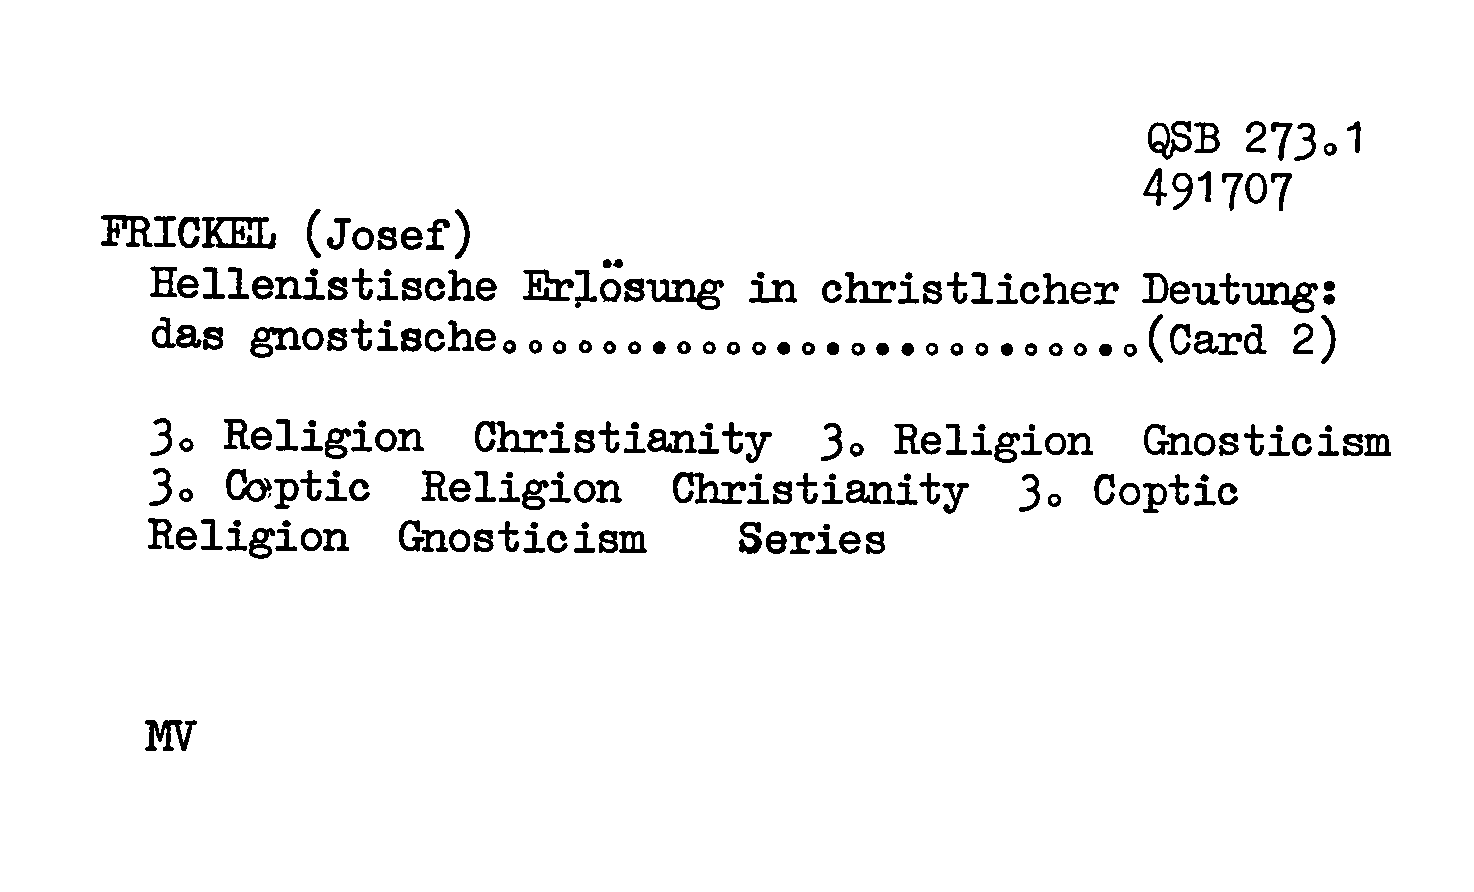 QSB 273.1
491707
FRICKEL (Josef)
Hellenistische Erlösung in christlicher Deutung:
das gnostische..........................(Card 2)
3. Religion Christianity 3. Religion Gnosticism
3. Coptic Religion Christianity 3. Coptic
Religion Gnosticism Series
MV